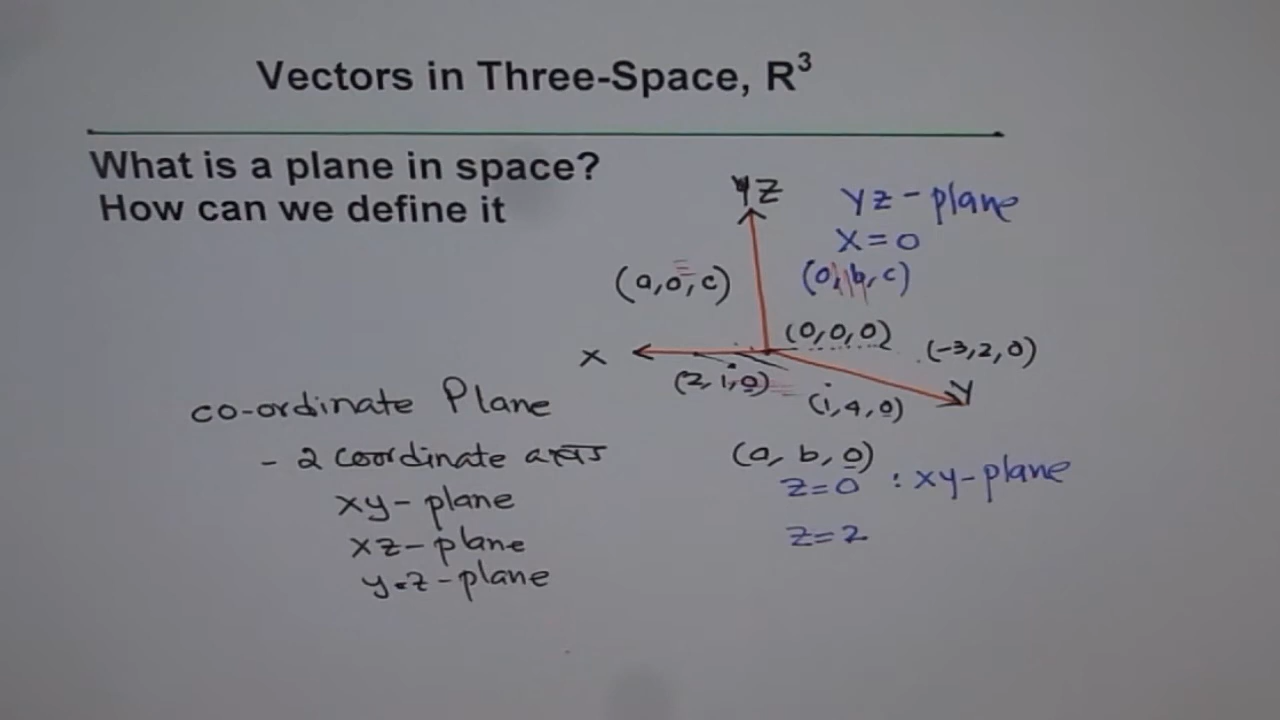 Vectors in Three-Space, R³
What is a plane in space?
How can we define it
Z
yz-plane
x=0
(a,0,c)
(0,b,c)
(0,0,0)
(-3,2,0)
X
(2,1,0)
(1,4,0)
Y
co-ordinate Plane
- 2 coordinate axis
(a, b, 0)
z=0 : xy-plane
xy-plane
z=2
xz-plane
y-z-plane